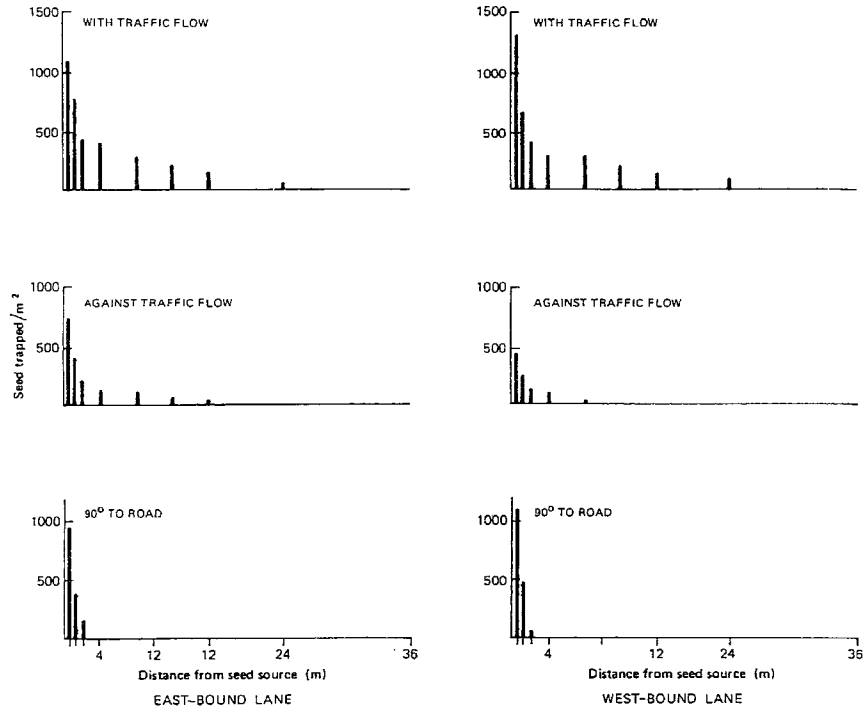 1500
1000
500
WITH TRAFFIC FLOW
1500
1000
500
WITH TRAFFIC FLOW
Seed trapped/m²
1000
500
AGAINST TRAFFIC FLOW
1000
500
AGAINST TRAFFIC FLOW
1000
500
90° TO ROAD
4 12 12 24 36
Distance from seed source (m)
EAST-BOUND LANE
1000
500
90° TO ROAD
4 12 24 36
Distance from seed source (m)
WEST-BOUND LANE